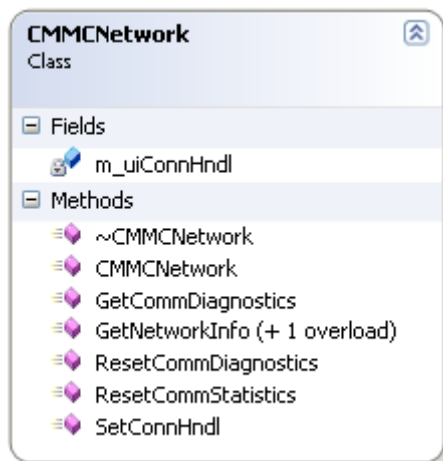 CMMCNetwork
Class
Fields
m_uiConnHndl
Methods
~CMMCNetwork
CMMCNetwork
GetCommDiagnostics
GetNetworkInfo (+ 1 overload)
ResetCommDiagnostics
ResetCommStatistics
SetConnHndl